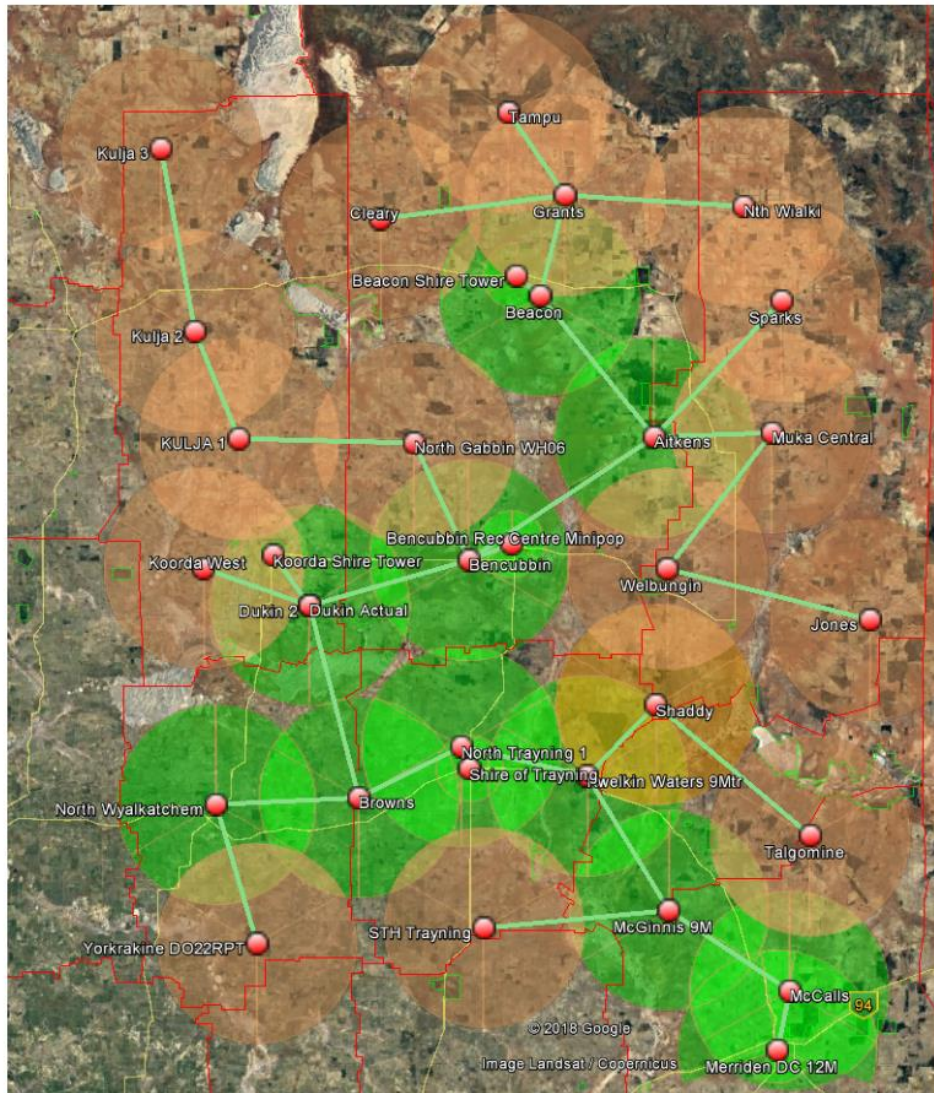 Tampu
Kulja 3
Cleary
Grants
Nth Wialki
Beacon Shire Tower
Beacon
Sparks
Kulja 2
KULJA 1
North Gabbin WH06
Aitkens
Muka Central
Bencubbin Rec Centre Minipop
Koorda West
Koorda Shire Tower
Bencubbin
Welbungin
Dukin 2
Dukin Actual
Jones
Shaddy
North Trayning 1
Shire of Trayning
Kwelkin Waters 9Mtr
North Wyalkatchem
Browns
Talgomine
STH Trayning
McGinnis 9M
Yorkrakine DO22RPT
McCalls
94
© 2018 Google
Image Landsat / Copernicus
Merriden DC 12M